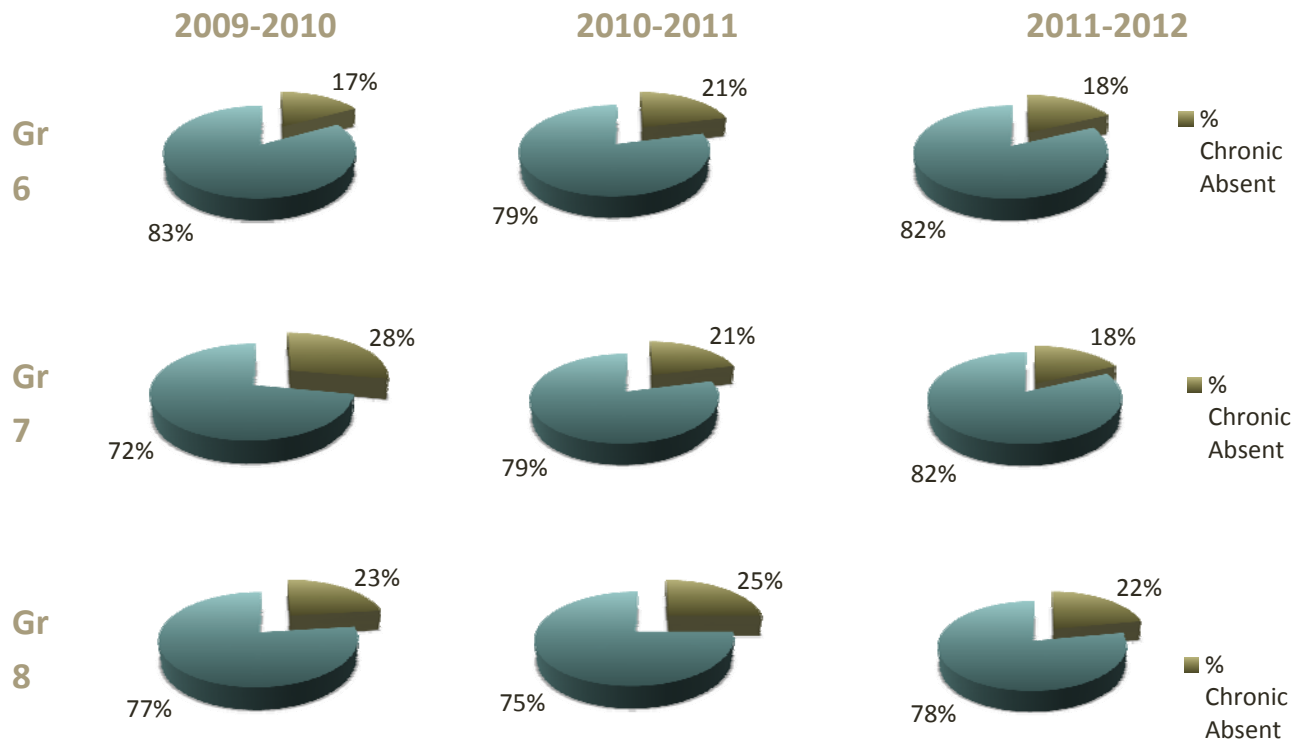 2009-2010 2010-2011 2011-2012
17% 21% 18%
Gr
6
%
Chronic
Absent
83% 79% 82%
28% 21% 18%
Gr
7
%
Chronic
Absent
72% 79% 82%
23% 25% 22%
Gr
8
%
Chronic
Absent
77% 75% 78%